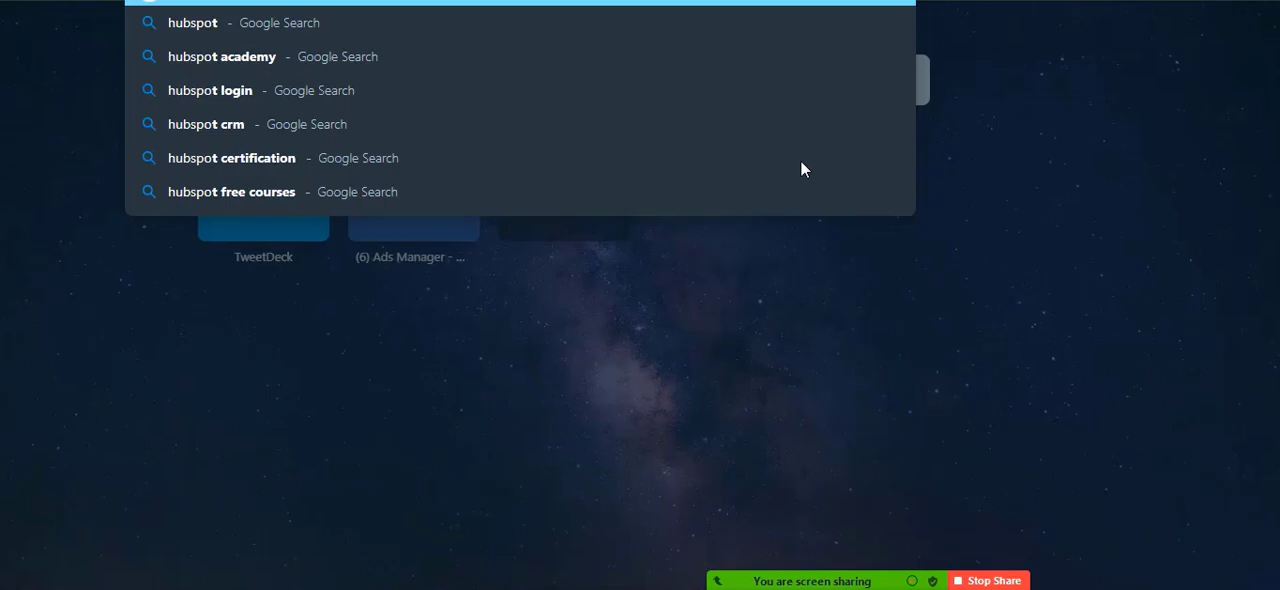 hubspot - Google Search
hubspot academy - Google Search
hubspot login - Google Search
hubspot crm - Google Search
hubspot certification - Google Search
hubspot free courses - Google Search
TweetDeck (6) Ads Manager - ...
You are screen sharing Stop Share